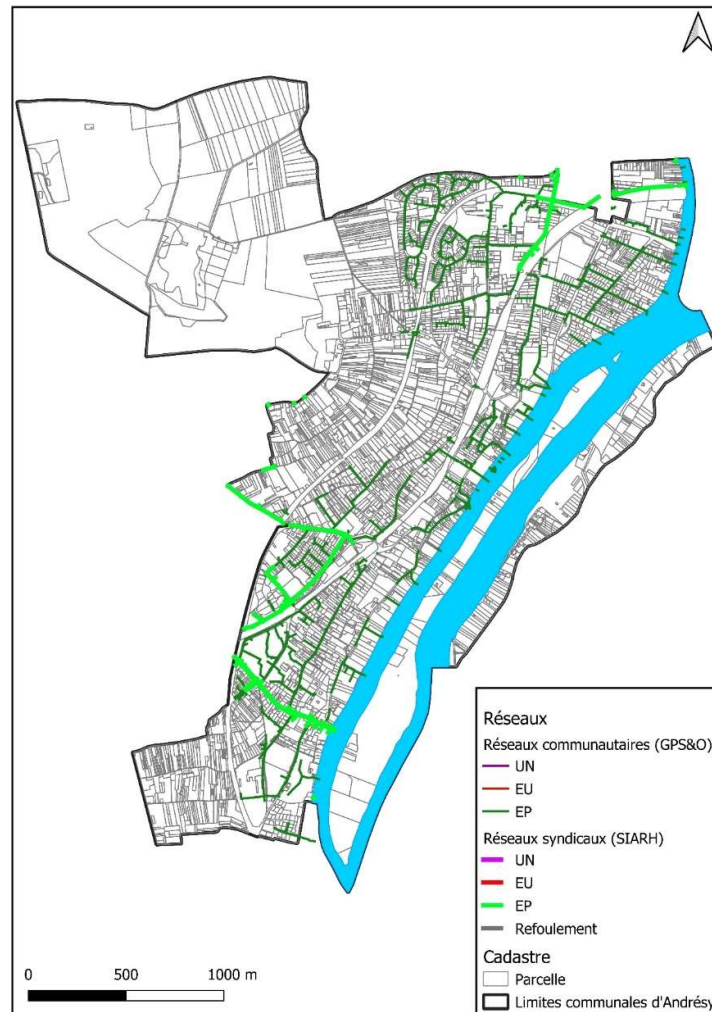 Réseaux
Réseaux communautaires (GPS&O)
UN
EU
EP
Réseaux syndicaux (SIARH)
UN
EU
EP
Refoulement
Cadastre
Parcelle
Limites communales d'Andrésy
0 500 1000 m